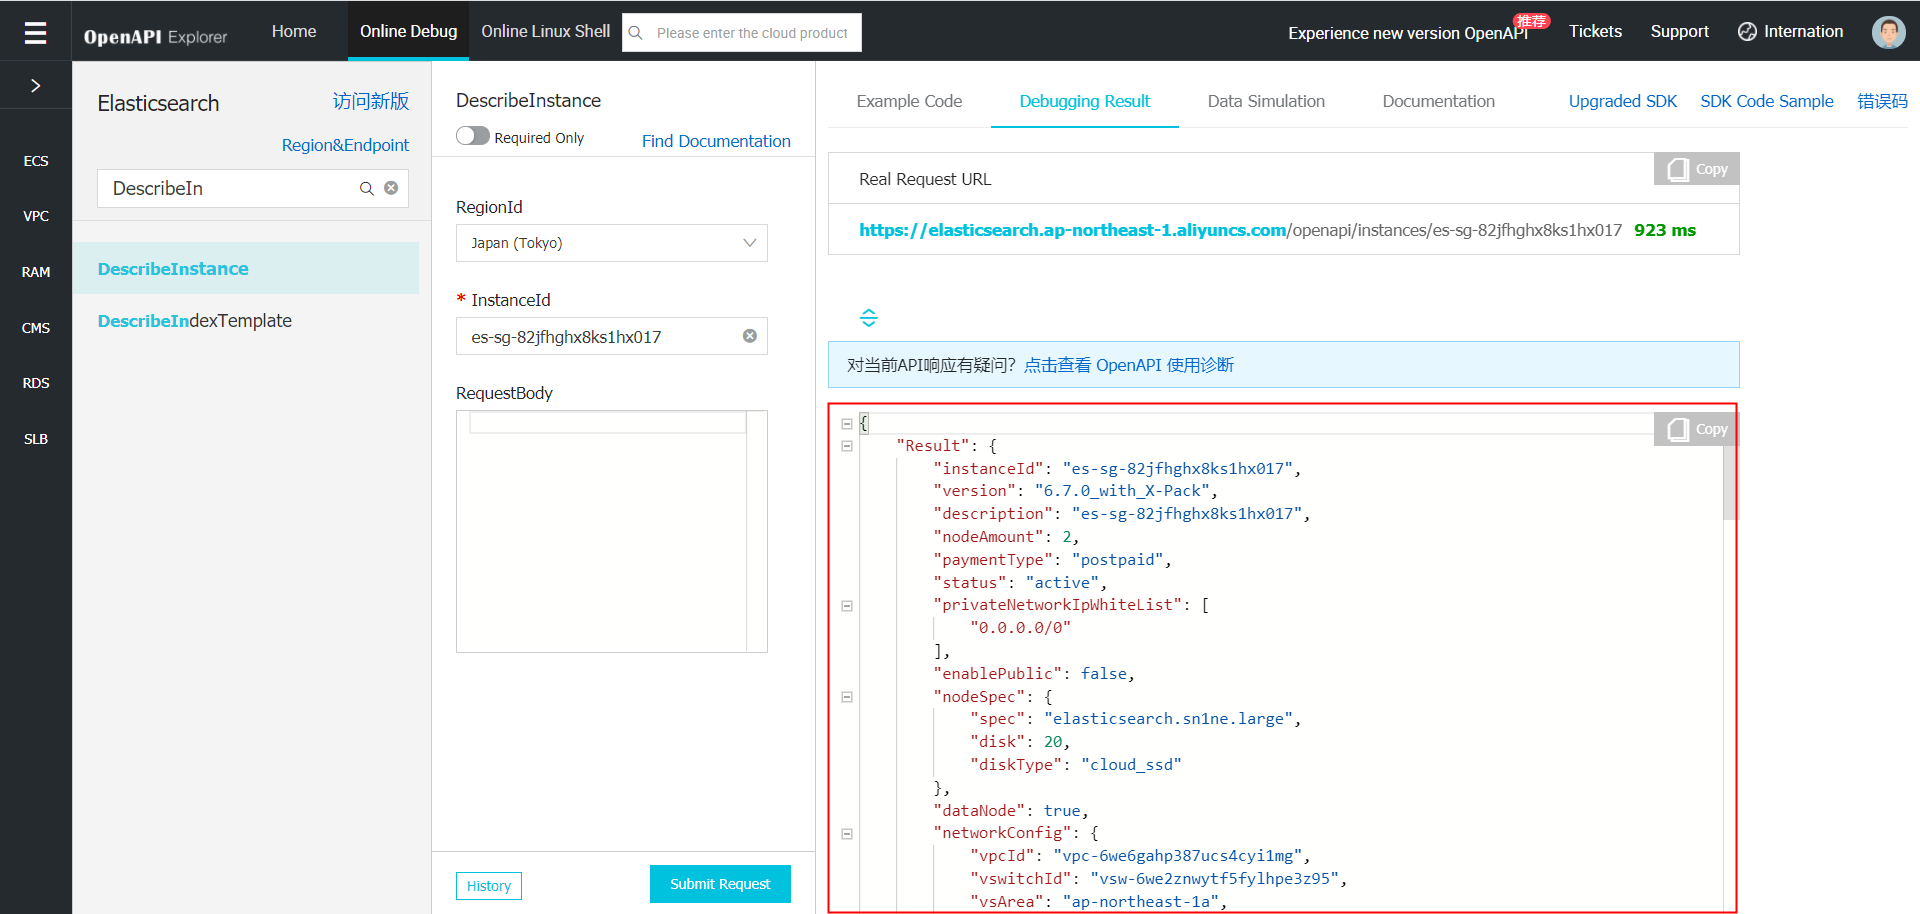 OpenAPI Explorer
Home
Online Debug
Online Linux Shell
Please enter the cloud product
Experience new version OpenAPI
推荐
Tickets
Support
Internation
ECS
VPC
RAM
CMS
RDS
SLB
Elasticsearch
访问新版
Region&Endpoint
DescribeIn
DescribeInstance
DescribeIndexTemplate
DescribeInstance
Required Only
Find Documentation
RegionId
Japan (Tokyo)
* InstanceId
es-sg-82jfhghx8ks1hx017
RequestBody
History
Submit Request
Example Code
Debugging Result
Data Simulation
Documentation
Upgraded SDK
SDK Code Sample
错误码
Real Request URL
Copy
https://elasticsearch.ap-northeast-1.aliyuncs.com/openapi/instances/es-sg-82jfhghx8ks1hx017 923 ms
对当前API响应有疑问？点击查看 OpenAPI 使用诊断
Copy
{
"Result": {
"instanceId": "es-sg-82jfhghx8ks1hx017",
"version": "6.7.0_with_X-Pack",
"description": "es-sg-82jfhghx8ks1hx017",
"nodeAmount": 2,
"paymentType": "postpaid",
"status": "active",
"privateNetworkIpWhiteList": [
"0.0.0.0/0"
],
"enablePublic": false,
"nodeSpec": {
"spec": "elasticsearch.sn1ne.large",
"disk": 20,
"diskType": "cloud_ssd"
},
"dataNode": true,
"networkConfig": {
"vpcId": "vpc-6we6gahp387ucs4cyi1mg",
"vswitchId": "vsw-6we2znwytf5fylhpe3z95",
"vsArea": "ap-northeast-1a",